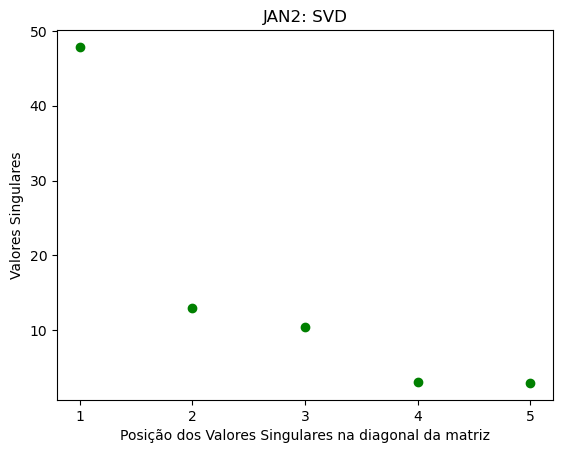 JAN2: SVD
50
40
30
20
10
Valores Singulares
1 2 3 4 5
Posição dos Valores Singulares na diagonal da matriz